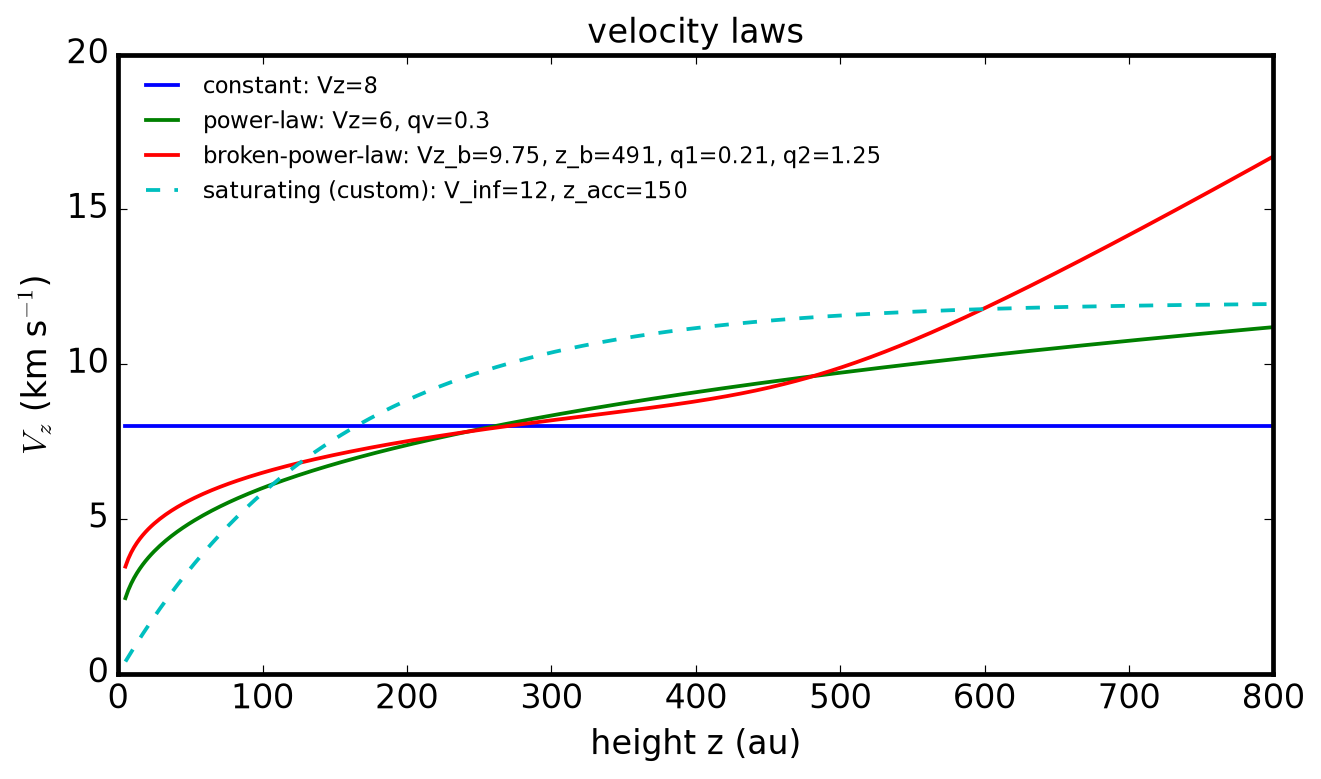 velocity laws
20
15
10
5
0
V_z (km s^{-1})
constant: Vz=8
power-law: Vz=6, qv=0.3
broken-power-law: Vz_b=9.75, z_b=491, q1=0.21, q2=1.25
saturating (custom): V_inf=12, z_acc=150
0 100 200 300 400 500 600 700 800
height z (au)